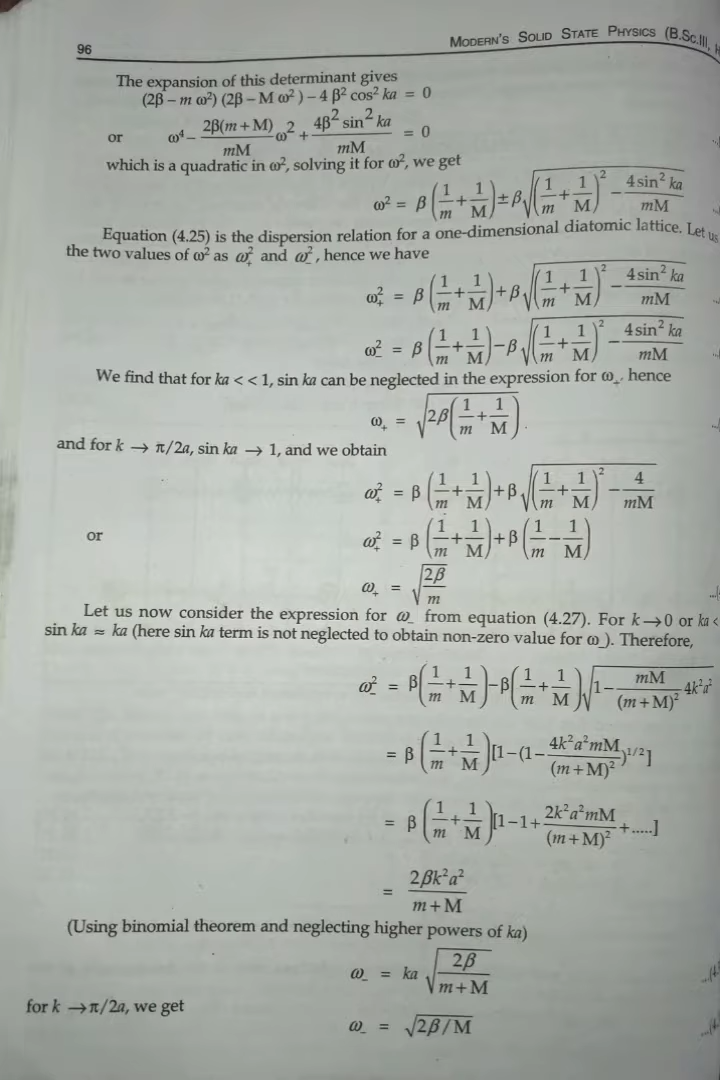 96
MODERN'S SOLID STATE PHYSICS (B.Sc.III,
The expansion of this determinant gives
(2β – m ω²) (2β – M ω² ) – 4 β² cos² ka = 0
or ω⁴ – 2β(m + M)/mM ω² + 4β² sin² ka/mM = 0
which is a quadratic in ω², solving it for ω², we get
ω² = β (1/m + 1/M) ± β √((1/m + 1/M)² – 4 sin² ka/mM)
Equation (4.25) is the dispersion relation for a one-dimensional diatomic lattice. Let us
the two values of ω² as ω₊² and ω₋², hence we have
ω₊² = β (1/m + 1/M) + β √((1/m + 1/M)² – 4 sin² ka/mM)
ω₋² = β (1/m + 1/M) – β √((1/m + 1/M)² – 4 sin² ka/mM)
We find that for ka < < 1, sin ka can be neglected in the expression for ω₊, hence
ω₊ = √(2β(1/m + 1/M)).
and for k → π/2a, sin ka → 1, and we obtain
ω₊² = β (1/m + 1/M) + β √((1/m + 1/M)² – 4/mM)
or ω₊² = β (1/m + 1/M) + β (1/m – 1/M)
ω₊ = √(2β/m)
Let us now consider the expression for ω₋ from equation (4.27). For k → 0 or ka <
sin ka ≈ ka (here sin ka term is not neglected to obtain non-zero value for ω₋). Therefore,
ω₋² = β(1/m + 1/M) – β(1/m + 1/M) √(1 – mM/(m + M)² 4k²a²)
= β (1/m + 1/M)[1 – (1 – 4k²a²mM/(m + M)²)^1/2]
= β (1/m + 1/M)[1 – 1 + 2k²a²mM/(m + M)² + .....]
= 2βk²a²/m + M
(Using binomial theorem and neglecting higher powers of ka)
ω₋ = ka √(2β/m + M)
for k → π/2a, we get
ω₋ = √(2β/M)